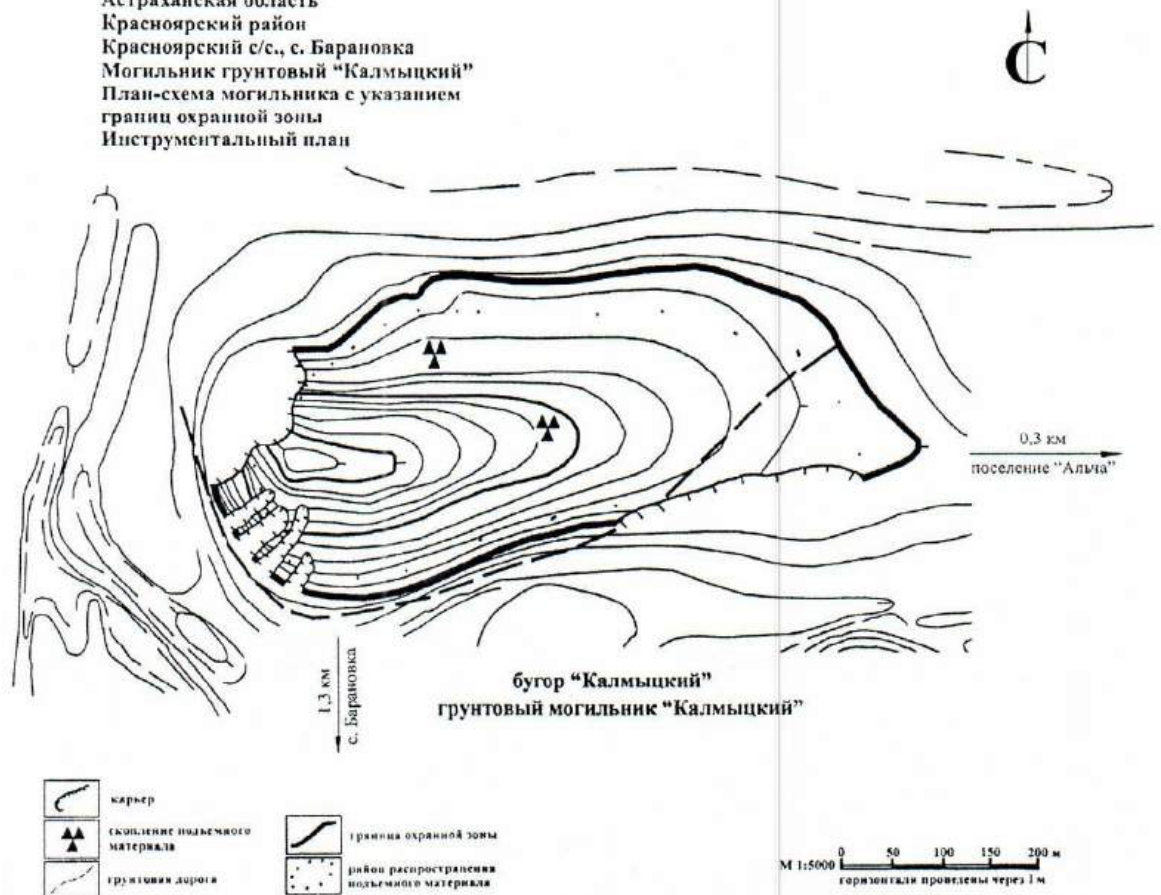 Астраханская область
Красноярский район
Красноярский с/с., с. Барановка
Могильник грунтовый “Калмыцкий”
План-схема могильника с указанием
границ охранной зоны
Инструментальный план
С
0,3 км
поселение “Альча”
1,3 км
с. Барановка
бугор “Калмыцкий”
грунтовый могильник “Калмыцкий”
карьер
скопление подъемного
материала
грунтовая дорога
граница охранной зоны
район распространения
подъемного материала
М 1:5000
0 50 100 150 200 м
горизонтали проведены через 1 м